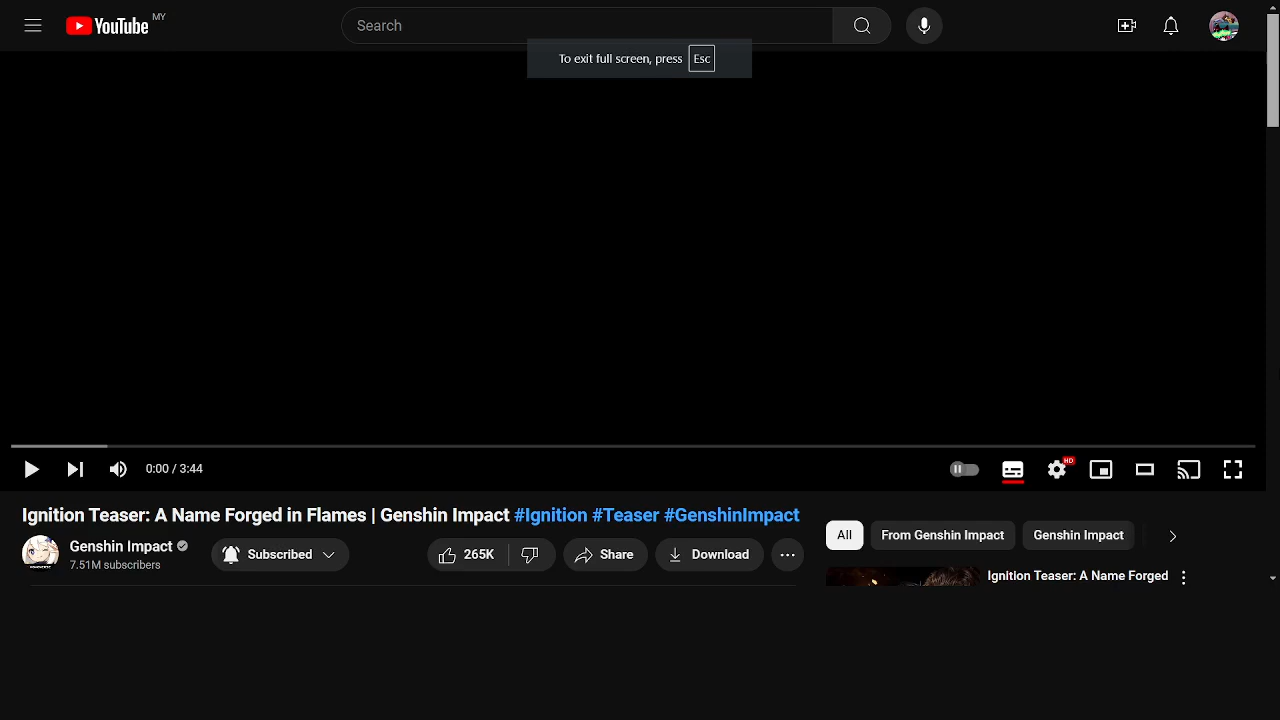 YouTube MY
Search
To exit full screen, press Esc
0:00 / 3:44
HD
Ignition Teaser: A Name Forged in Flames | Genshin Impact #Ignition #Teaser #GenshinImpact
Genshin Impact
7.51M subscribers
Subscribed
265K
Share
Download
All
From Genshin Impact
Genshin Impact
Ignition Teaser: A Name Forged